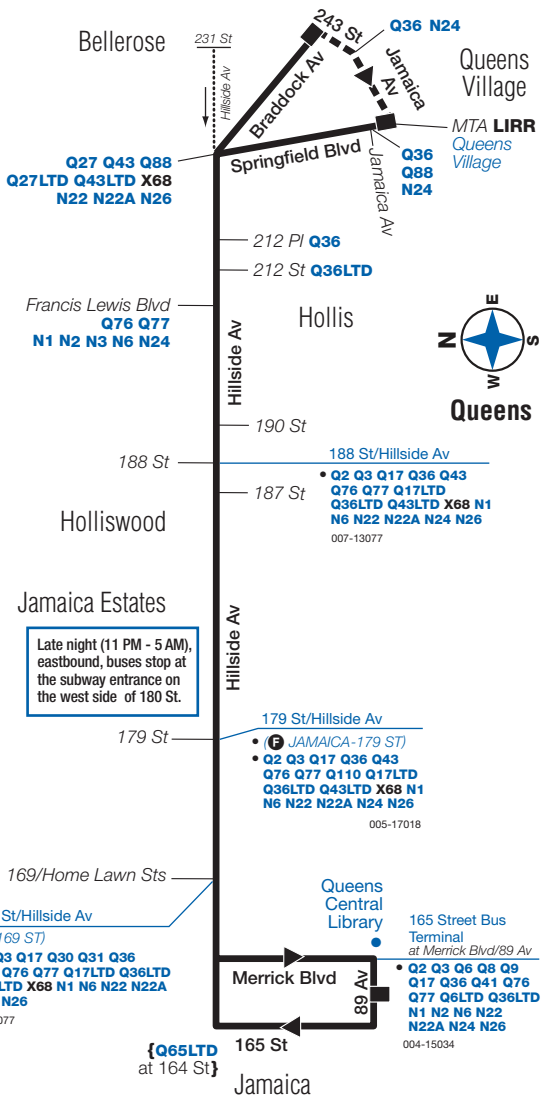 Bellerose
231 St
Hillside Av
243 St
Q36 N24
Jamaica Av
Braddock Av
Queens
Village
MTA LIRR
Queens
Village
Springfield Blvd
Jamaica Av
Q36
Q88
N24
Q27 Q43 Q88
Q27LTD Q43LTD X68
N22 N22A N26
212 Pl Q36
212 St Q36LTD
Francis Lewis Blvd
Q76 Q77
N1 N2 N3 N6 N24
Hollis
Hillside Av
N
E
S
W
Queens
190 St
188 St
188 St/Hillside Av
• Q2 Q3 Q17 Q36 Q43
Q76 Q77 Q17LTD
Q36LTD Q43LTD X68 N1
N6 N22 N22A N24 N26
007-13077
187 St
Holliswood
Jamaica Estates
Hillside Av
Late night (11 PM - 5 AM),
eastbound, buses stop at
the subway entrance on
the west side of 180 St.
179 St
179 St/Hillside Av
• (F JAMAICA-179 ST)
• Q2 Q3 Q17 Q36 Q43
Q76 Q77 Q110 Q17LTD
Q36LTD Q43LTD X68 N1
N6 N22 N22A N24 N26
005-17018
169/Home Lawn Sts
St/Hillside Av
169 ST)
Q3 Q17 Q30 Q31 Q36
Q76 Q77 Q17LTD Q36LTD
LTD X68 N1 N6 N22 N22A
N26
077
Queens
Central
Library
165 Street Bus
Terminal
at Merrick Blvd/89 Av
• Q2 Q3 Q6 Q8 Q9
Q17 Q36 Q41 Q76
Q77 Q6LTD Q36LTD
N1 N2 N6 N22
N22A N24 N26
004-15034
Merrick Blvd
89 Av
165 St
{Q65LTD
at 164 St}
Jamaica